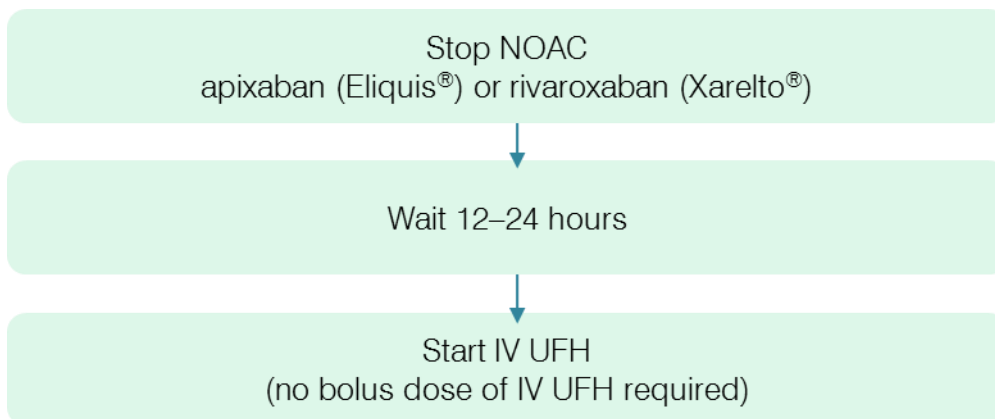 Stop NOAC
apixaban (Eliquis®) or rivaroxaban (Xarelto®)
Wait 12–24 hours
Start IV UFH
(no bolus dose of IV UFH required)